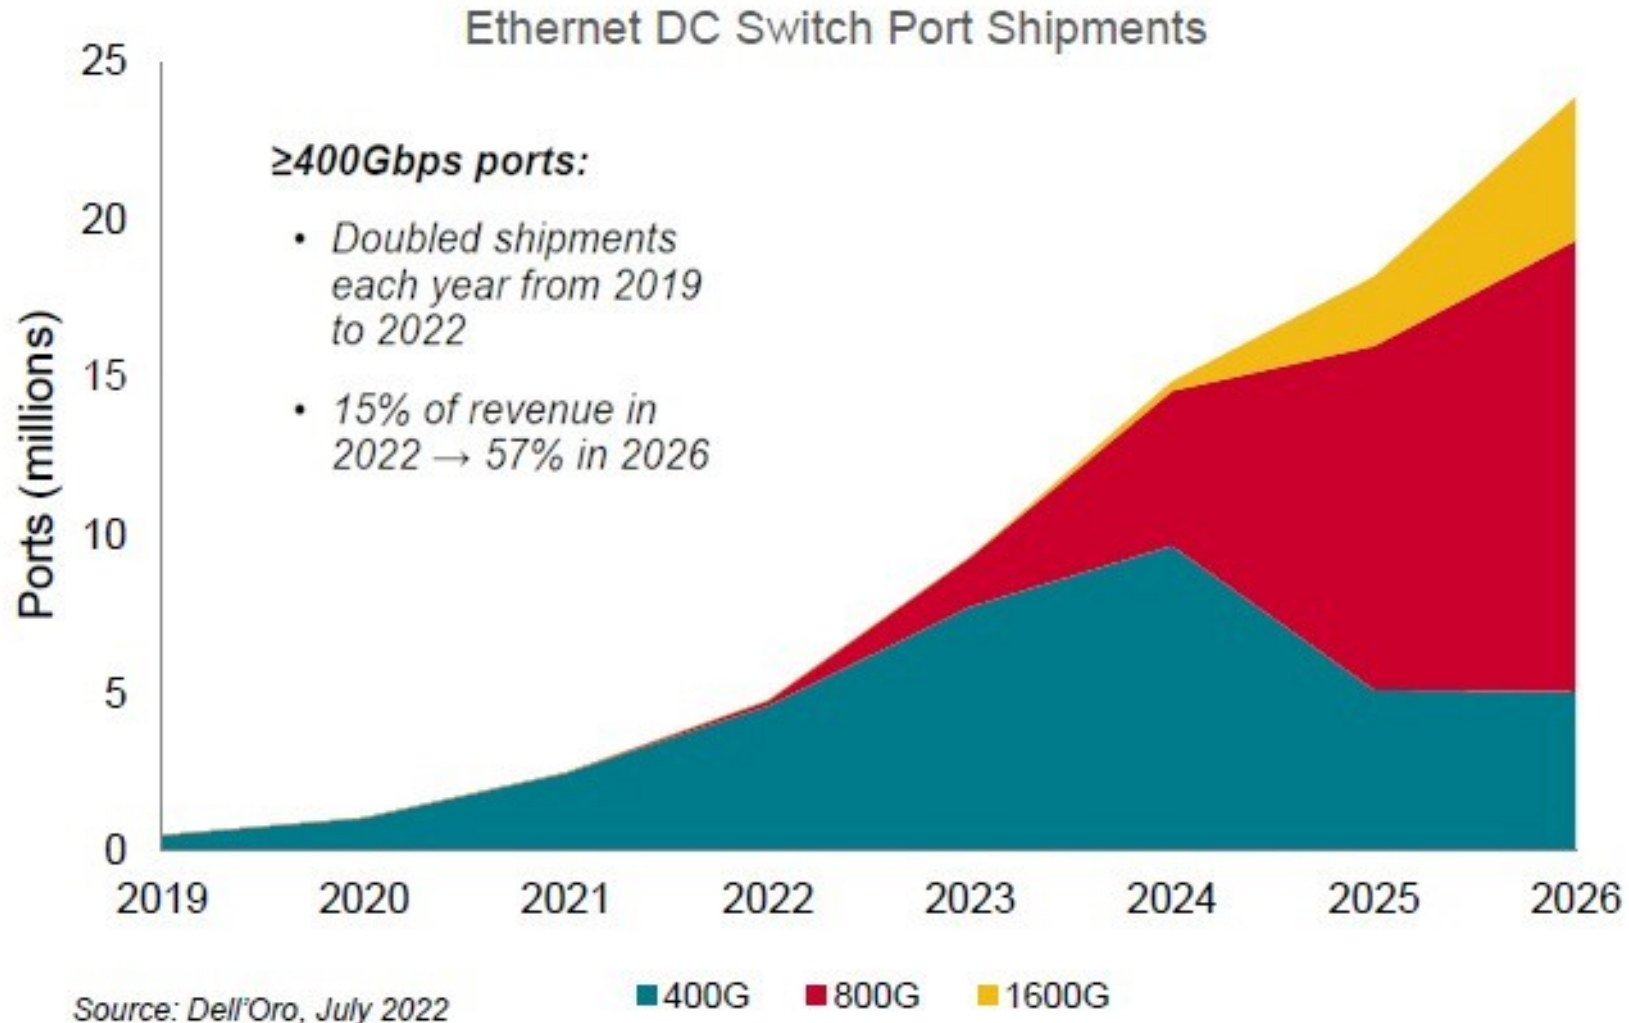 Ethernet DC Switch Port Shipments
25
20
15
10
5
0
Ports (millions)
≥400Gbps ports:
• Doubled shipments
each year from 2019
to 2022
• 15% of revenue in
2022 → 57% in 2026
2019 2020 2021 2022 2023 2024 2025 2026
400G 800G 1600G
Source: Dell'Oro, July 2022